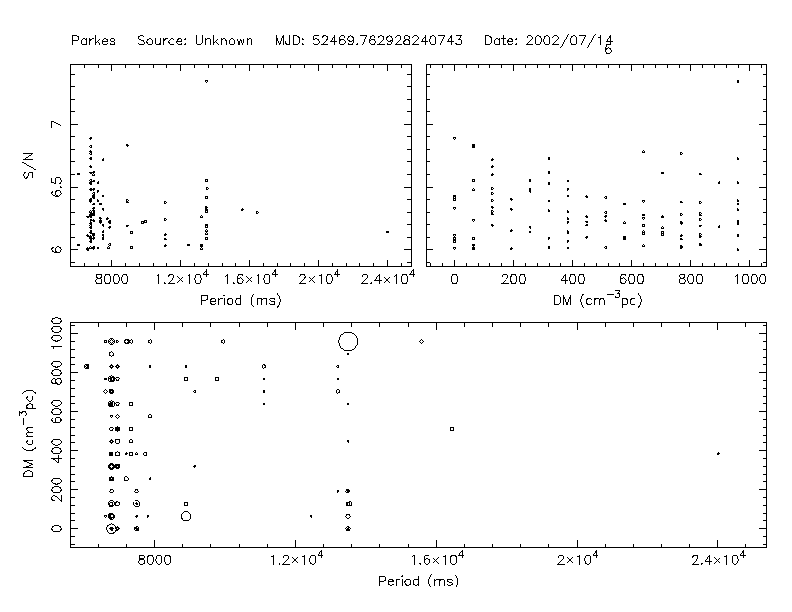 Parkes Source: Unknown MJD: 52469.762928240743 Date: 2002/07/14
6
S/N
7
6.5
6
8000 1.2×10⁴ 1.6×10⁴ 2×10⁴ 2.4×10⁴
Period (ms)
0 200 400 600 800 1000
DM (cm⁻³pc)
DM (cm⁻³pc)
1000
800
600
400
200
0
8000 1.2×10⁴ 1.6×10⁴ 2×10⁴ 2.4×10⁴
Period (ms)